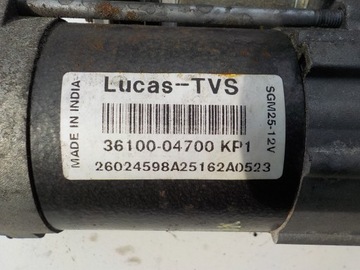 Lucas-TVS
MADE IN INDIA
SGM25-12V
36100-04700 KP1
26024598A25162A0523